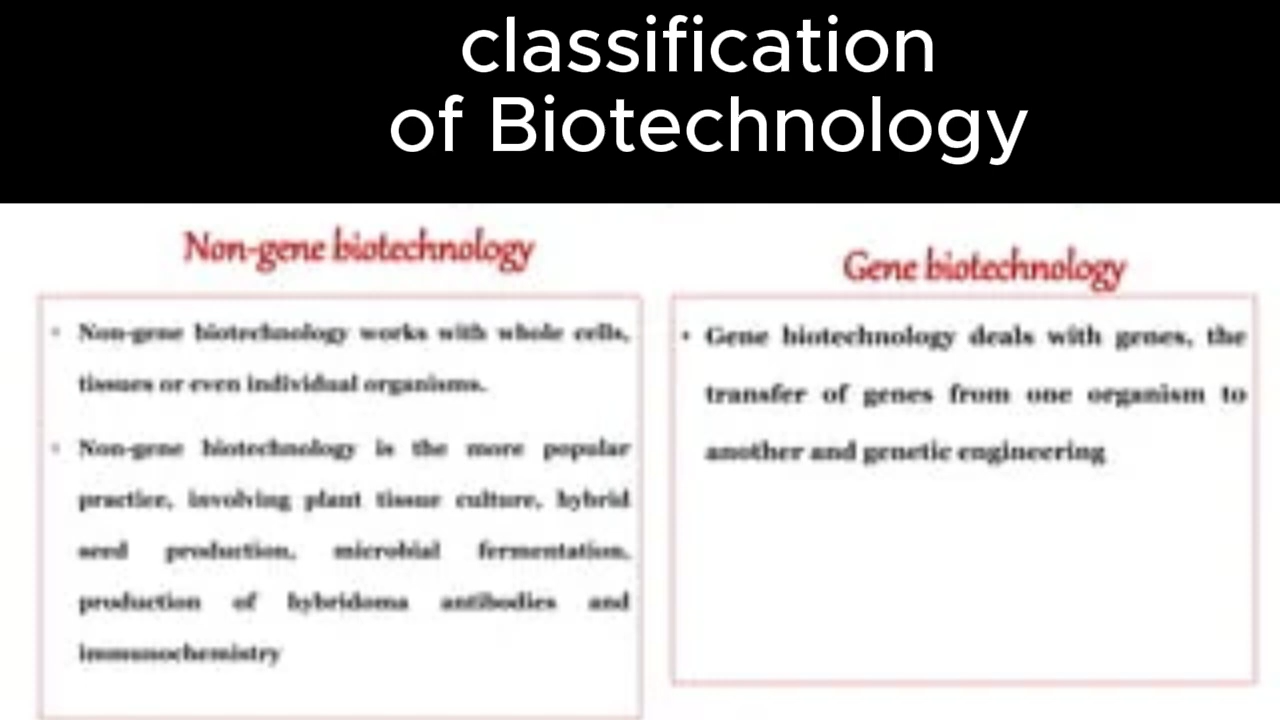 classification
of Biotechnology
Non-gene biotechnology
• Non-gene biotechnology works with whole cells,
tissues or even individual organisms.
• Non-gene biotechnology is the more popular
practice, involving plant tissue culture, hybrid
seed production, microbial fermentation,
production of hybridoma antibodies and
immunochemistry
Gene biotechnology
• Gene biotechnology deals with genes, the
transfer of genes from one organism to
another and genetic engineering